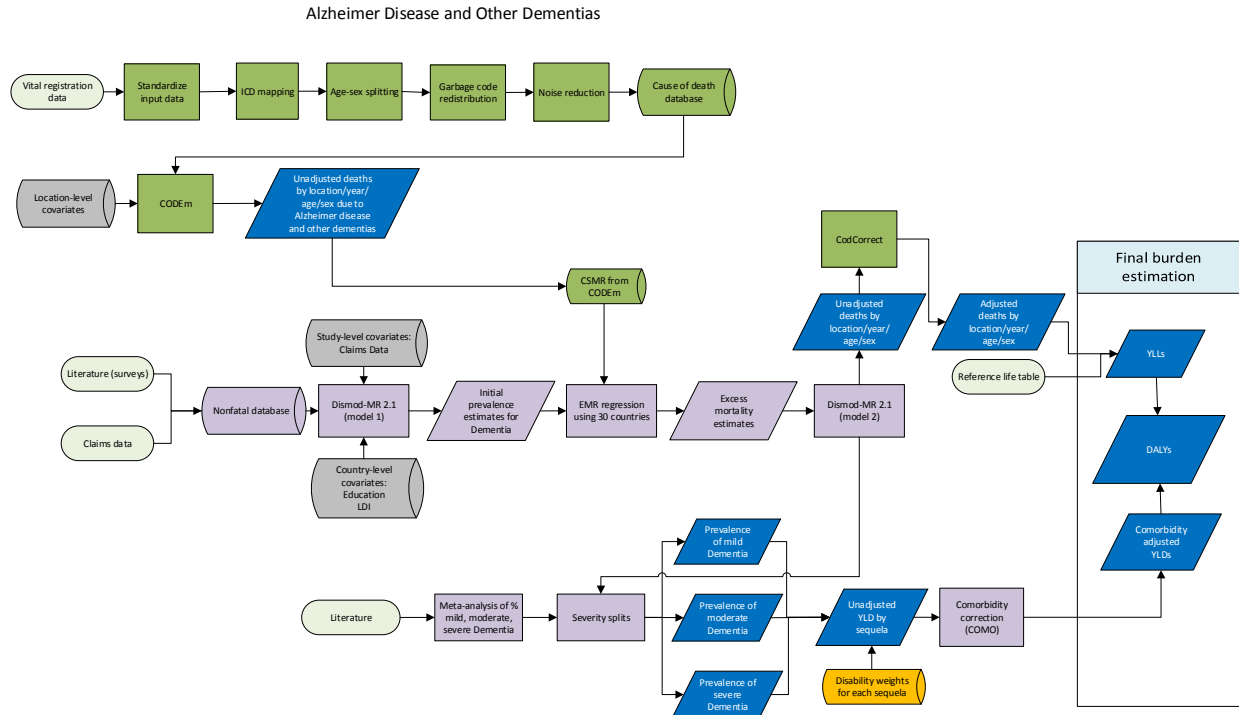 Alzheimer Disease and Other Dementias
Vital registration
data
Standardize
input data
ICD mapping
Age-sex splitting
Garbage code
redistribution
Noise reduction
Cause of death
database
Location-level
covariates
CODEm
Unadjusted deaths
by location/year/
age/sex due to
Alzheimer disease
and other dementias
CodCorrect
Final burden
estimation
CSMR from
CODEm
Unadjusted
deaths by
location/year/
age/sex
Adjusted deaths by
location/year/
age/sex
YLLs
Reference life table
Study-level covariates:
Claims Data
Literature (surveys)
Claims data
Nonfatal database
Dismod-MR 2.1
(model 1)
Initial
prevalence
estimates for
Dementia
EMR regression
using 30 countries
Excess
mortality
estimates
Dismod-MR 2.1
(model 2)
DALYs
Country-level
covariates:
Education
LDI
Prevalence
of mild
Dementia
Comorbidity
adjusted
YLDs
Literature
Meta-analysis of %
mild, moderate,
severe Dementia
Severity splits
Prevalence of
moderate
Dementia
Unadjusted
YLD by
sequela
Comorbidity
correction
(COMO)
Prevalence of
severe
Dementia
Disability weights
for each sequela